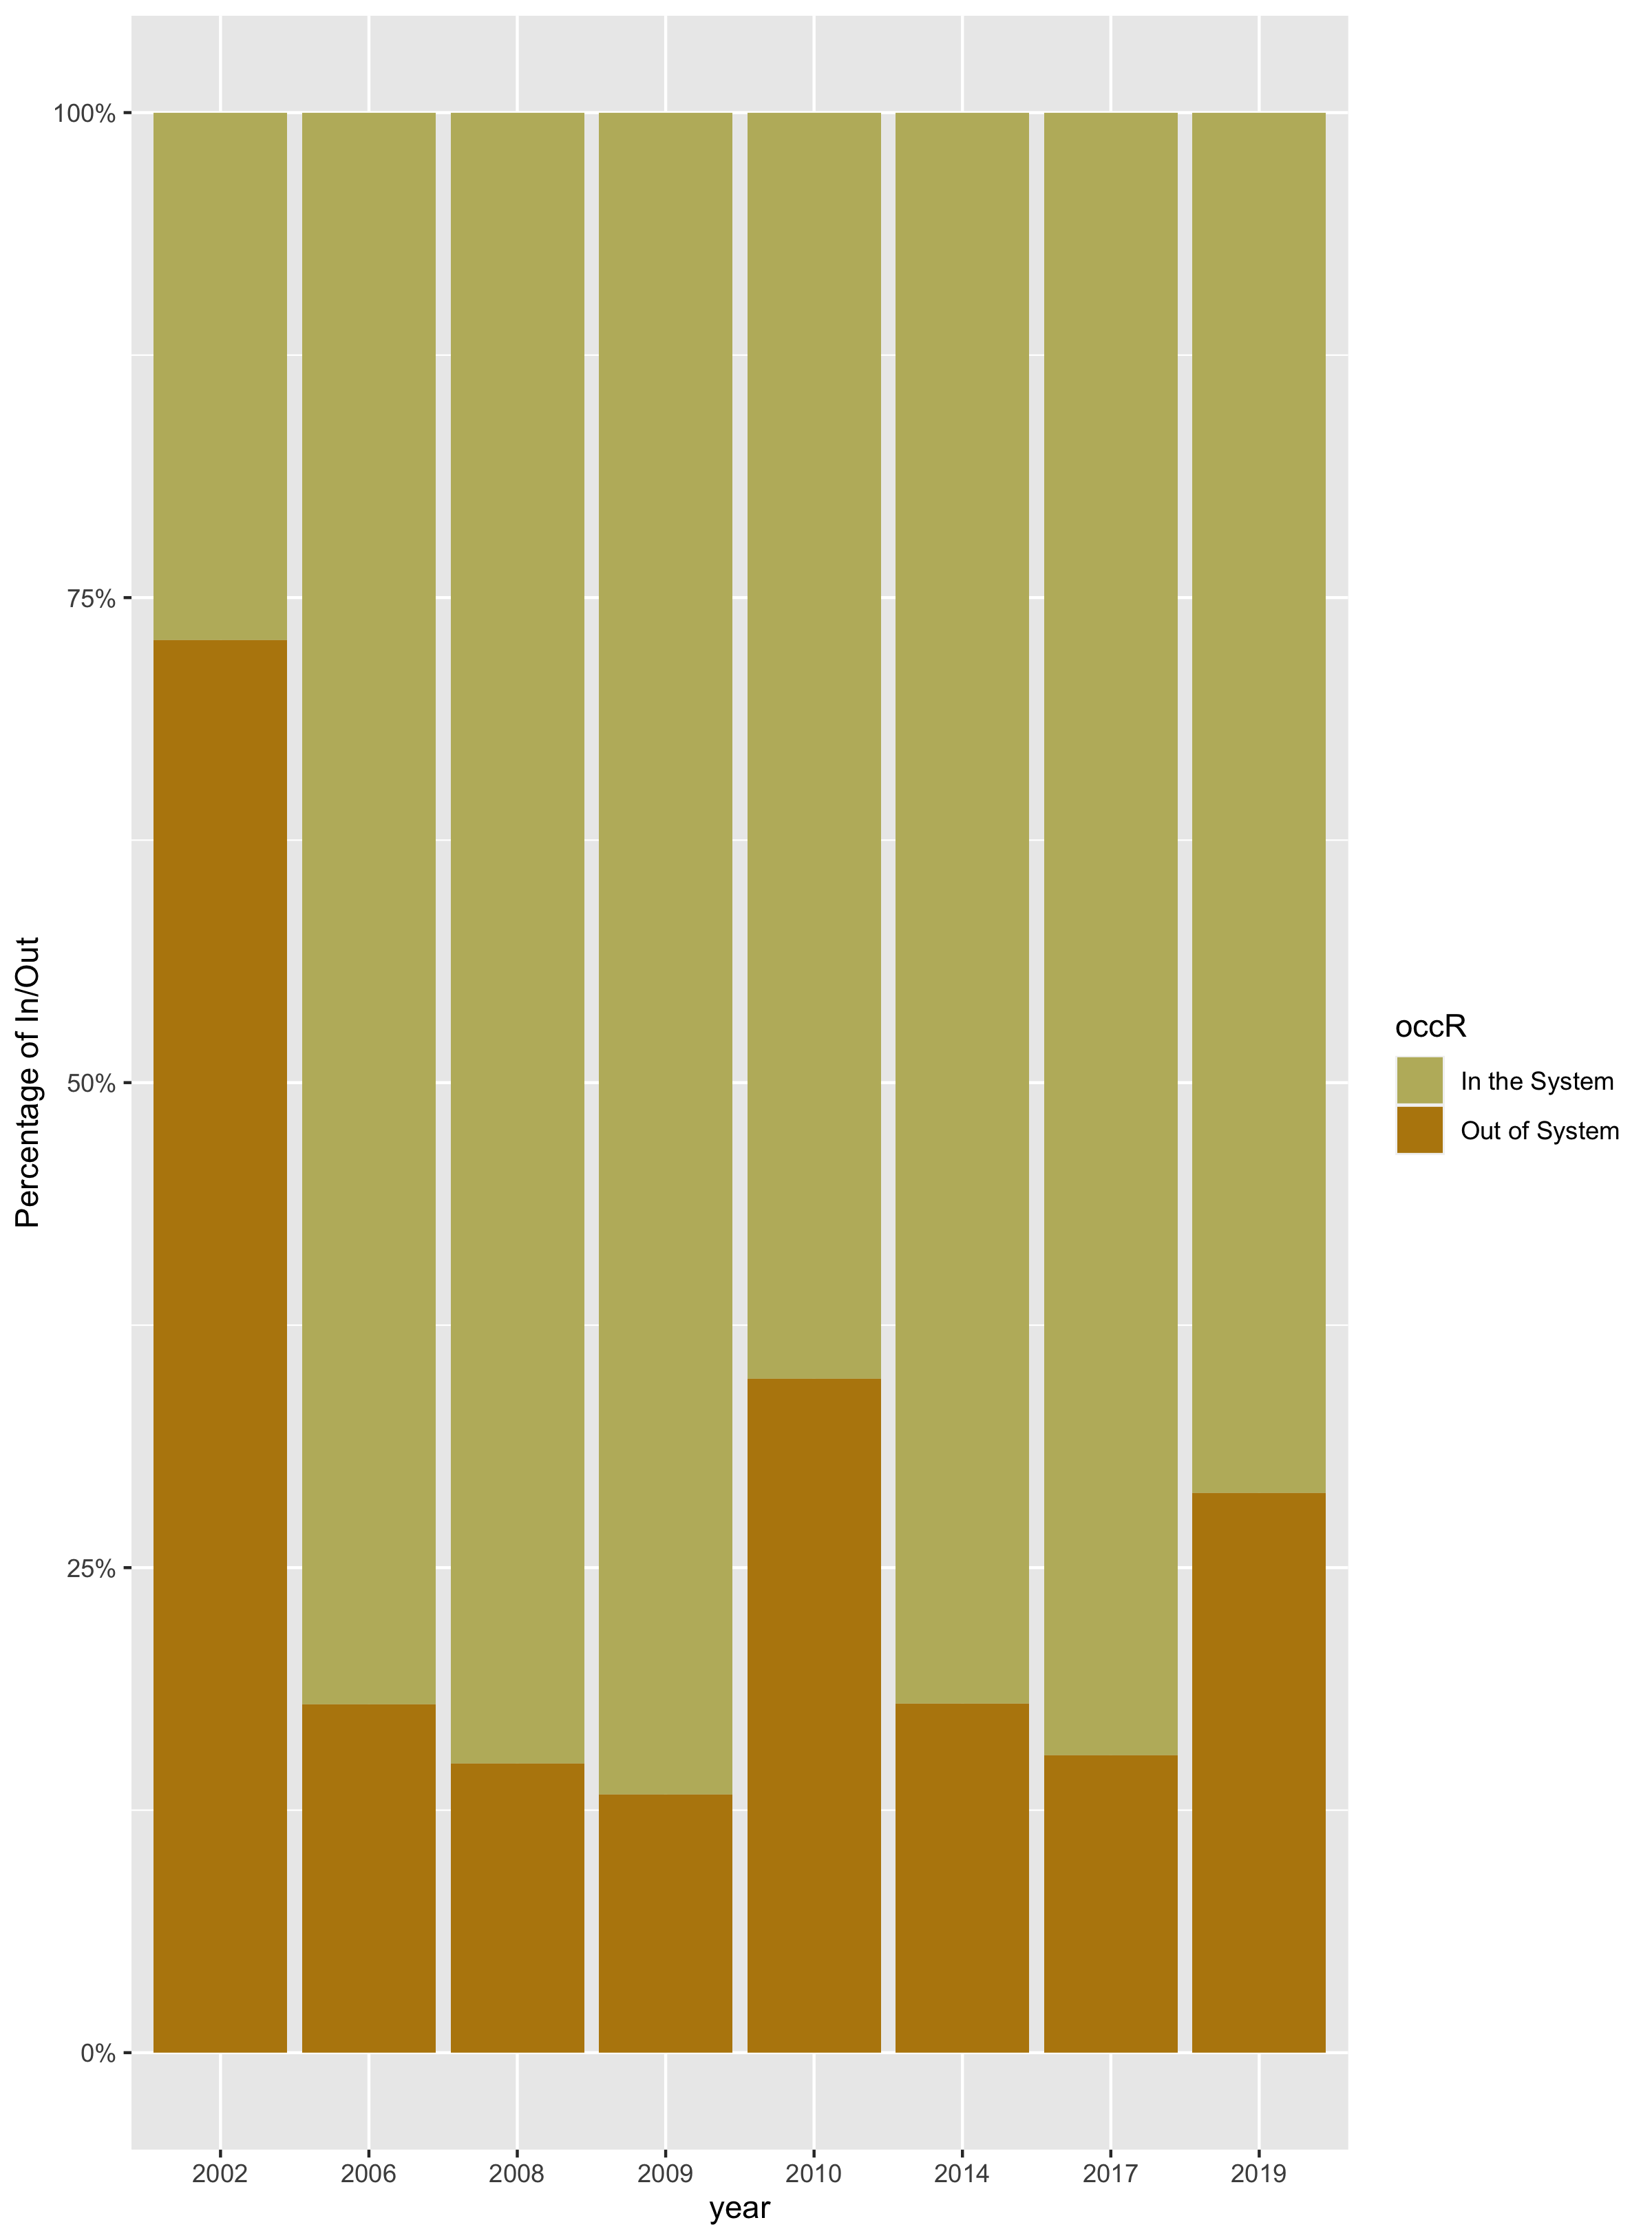 Percentage of In/Out
100%
75%
50%
25%
0%
2002 2006 2008 2009 2010 2014 2017 2019
year
occR
In the System
Out of System